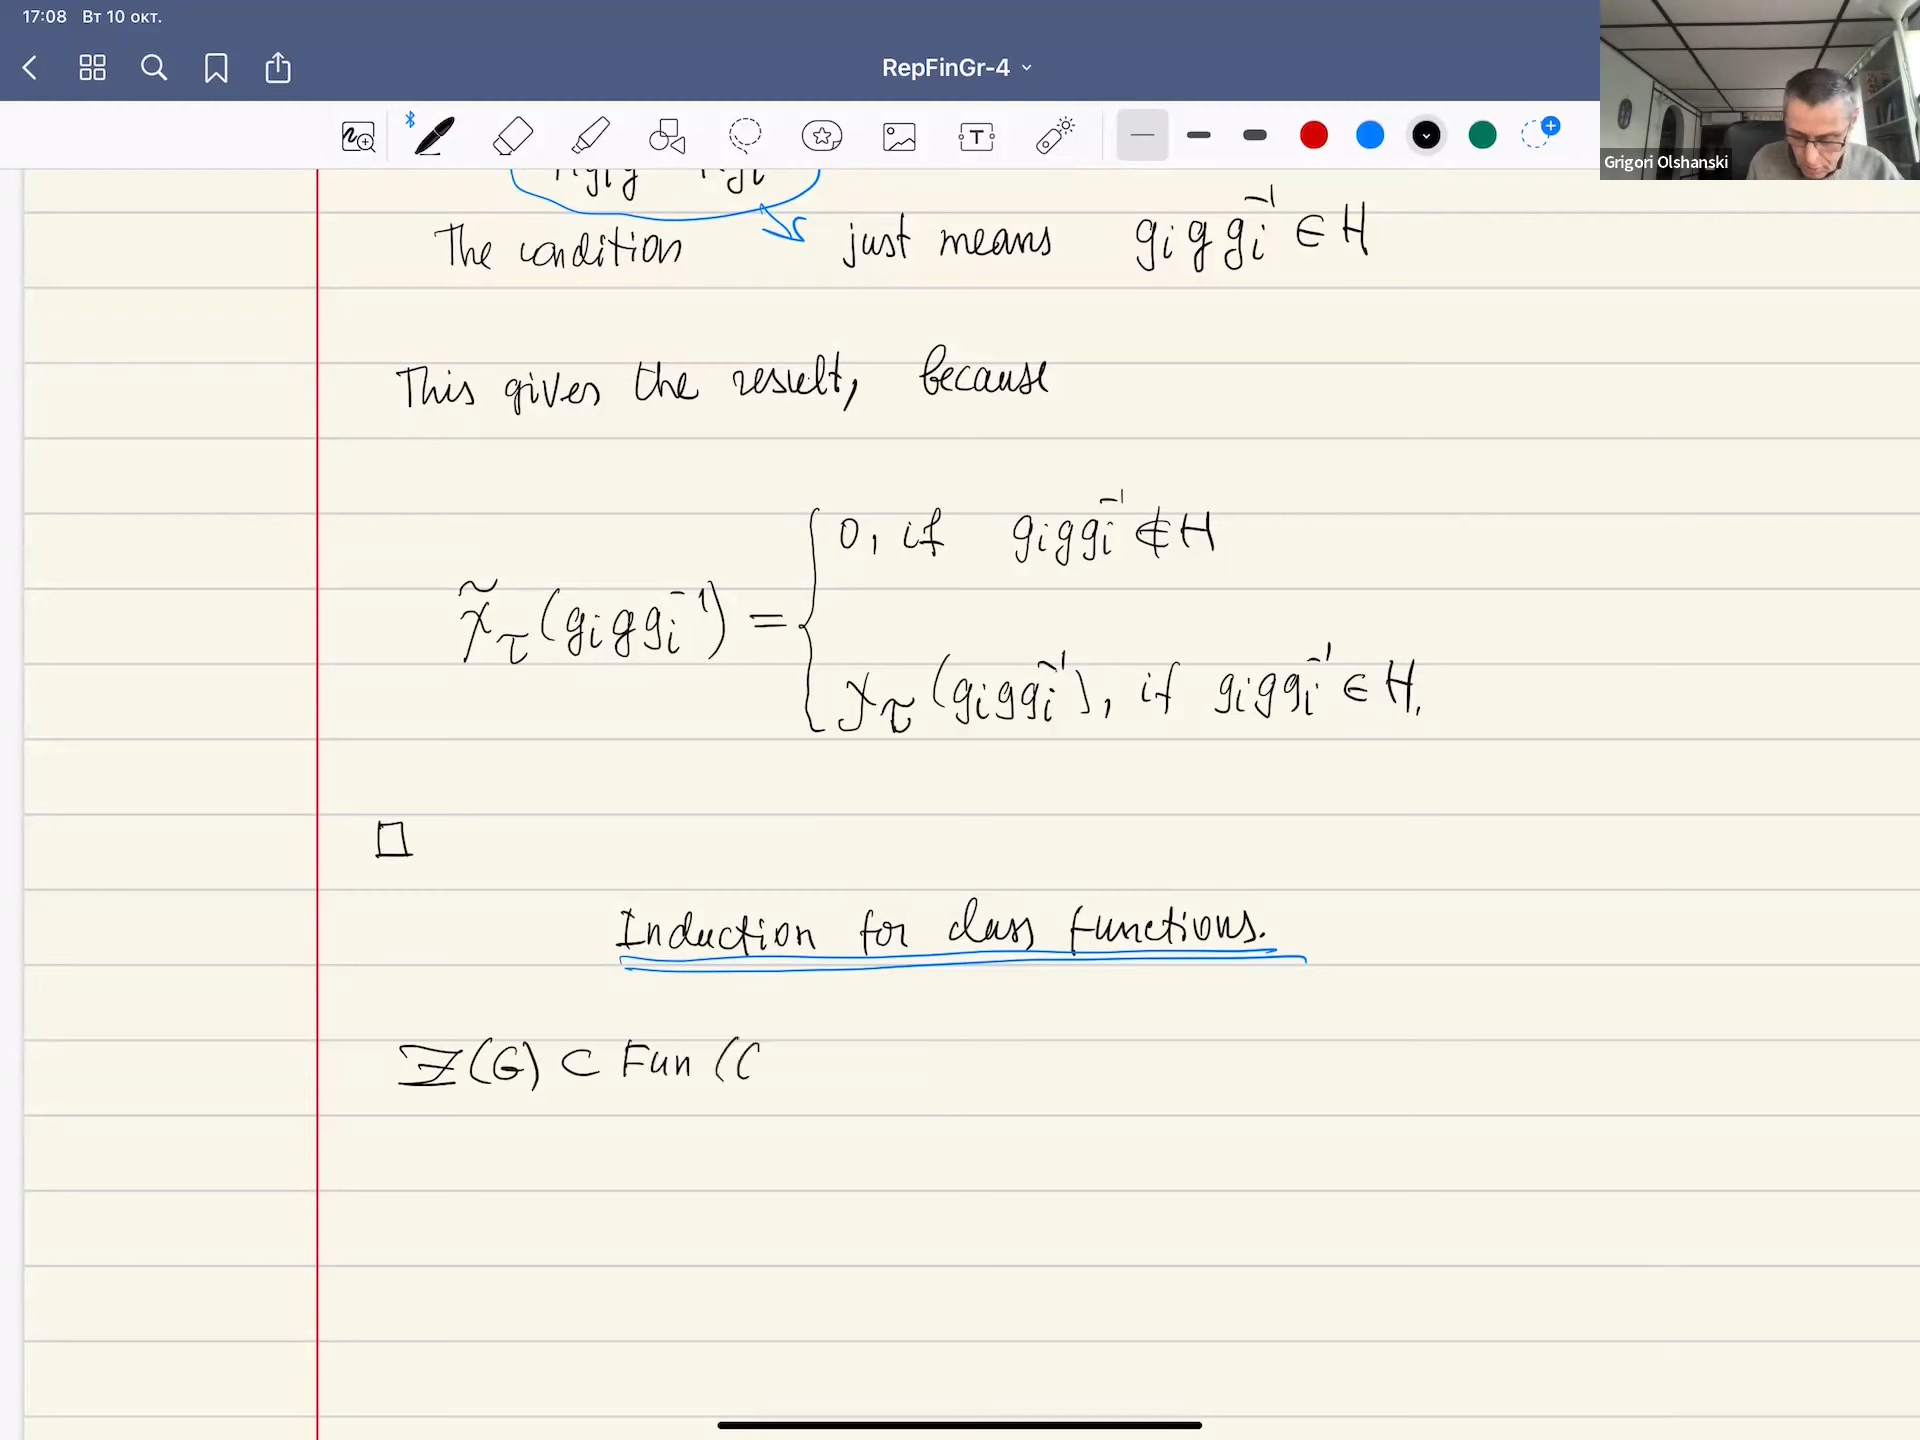 17:08 Вт 10 окт.
RepFinGr-4
Grigori Olshanski
The condition just means g_i g g_i^{-1} ∈ H
This gives the result, because
χ̃_τ(g_i g g_i^{-1}) = { 0, if g_i g g_i^{-1} ∉ H
χ_τ(g_i g g_i^{-1}), if g_i g g_i^{-1} ∈ H.
□
Induction for class functions.
Z(G) ⊂ Fun (